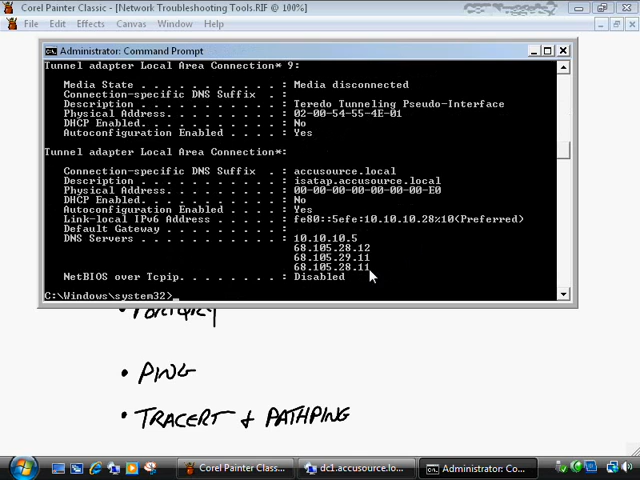 Corel Painter Classic - [Network Troubleshooting Tools.RIF @ 100%]
File Edit Effects Canvas Window Help
Administrator: Command Prompt
Tunnel adapter Local Area Connection* 9:
Media State . . . . . . . . . . . : Media disconnected
Connection-specific DNS Suffix . :
Description . . . . . . . . . . . : Teredo Tunneling Pseudo-Interface
Physical Address. . . . . . . . . : 02-00-54-55-4E-01
DHCP Enabled. . . . . . . . . . . : No
Autoconfiguration Enabled . . . . : Yes
Tunnel adapter Local Area Connection*:
Connection-specific DNS Suffix . : accusource.local
Description . . . . . . . . . . . : isatap.accusource.local
Physical Address. . . . . . . . . : 00-00-00-00-00-00-00-E0
DHCP Enabled. . . . . . . . . . . : No
Autoconfiguration Enabled . . . . : Yes
Link-local IPv6 Address . . . . . : fe80::5efe:10.10.10.28%10(Preferred)
Default Gateway . . . . . . . . . :
DNS Servers . . . . . . . . . . . : 10.10.10.5
68.105.28.12
68.105.29.11
68.105.28.11
NetBIOS over Tcpip. . . . . . . . : Disabled
C:\Windows\system32>_
• PORTQRY
• PING
• TRACERT & PATHPING
Corel Painter Classi...
dc1.accusource.lo...
Administrator: Co...
8:46 PM